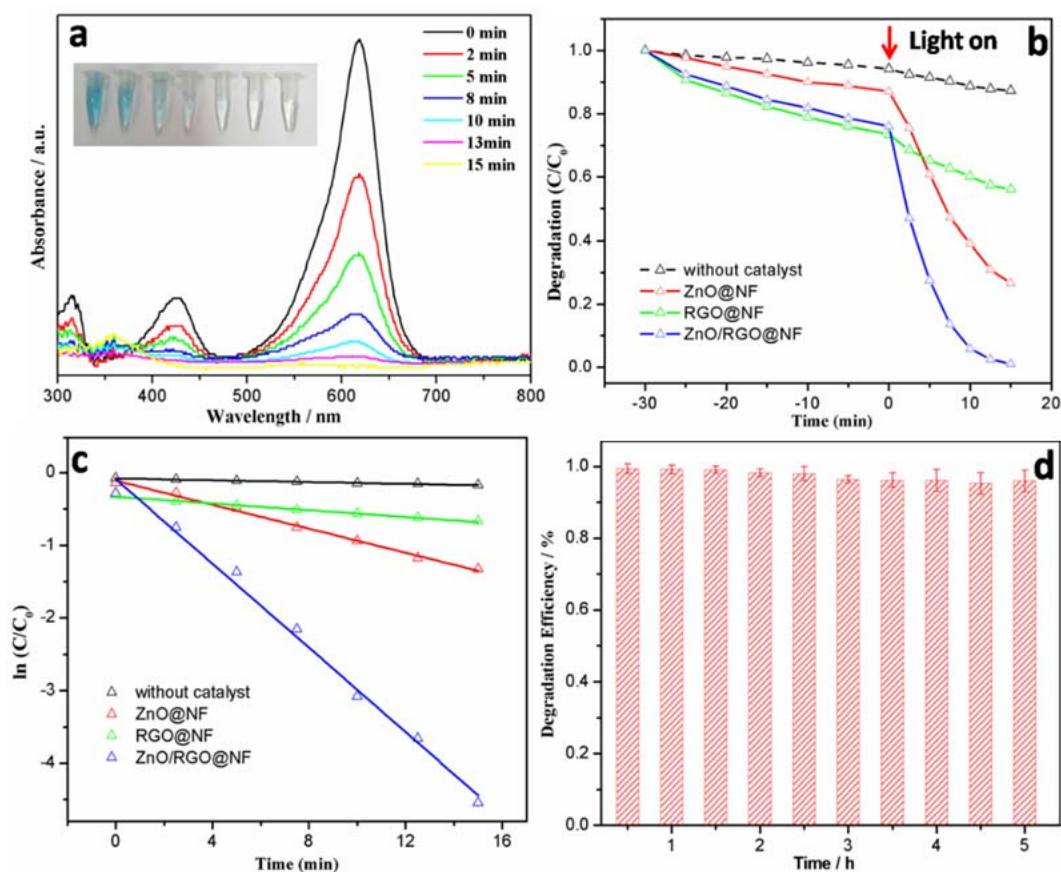 a
0 min
2 min
5 min
8 min
10 min
13min
15 min
Absorbance / a.u.
300 400 500 600 700 800
Wavelength / nm
b
Light on
1.0
0.8
0.6
0.4
0.2
0.0
Degradation (C/C0)
without catalyst
ZnO@NF
RGO@NF
ZnO/RGO@NF
-30 -20 -10 0 10 20
Time (min)
c
-0
-1
-2
-3
-4
ln (C/C0)
without catalyst
ZnO@NF
RGO@NF
ZnO/RGO@NF
0 4 8 12 16
Time (min)
d
1.0
0.8
0.6
0.4
0.2
0.0
Degradation Efficiency / %
1 2 3 4 5
Time / h